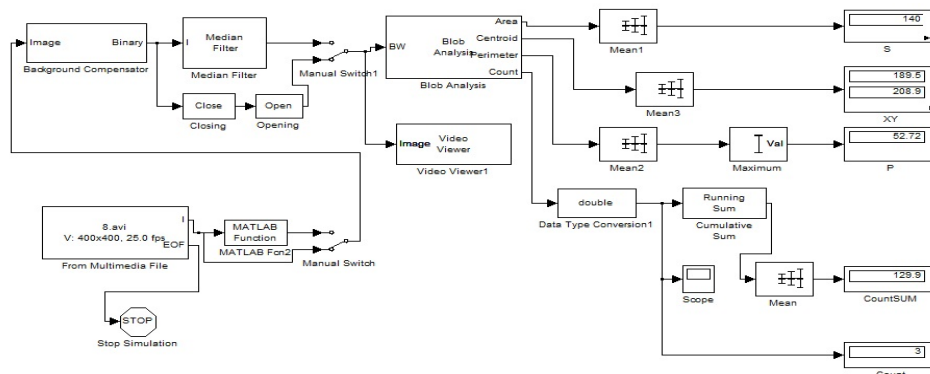 Image
Binary
Background Compensator
I
Median
Filter
Median Filter
Close
Closing
Open
Opening
Manual Switch1
BW
Blob
Analysis
Area
Centroid
Perimeter
Count
Blob Analysis
Image
Video
Viewer
Video Viewer1
Mean1
140
S
Mean3
189.5
208.9
XY
Mean2
Val
Maximum
52.72
P
double
Data Type Conversion1
Running
Sum
Cumulative
Sum
Scope
Mean
129.9
CountSUM
3
Count
8.avi
V: 400x400, 25.0 fps
I
EOF
From Multimedia File
MATLAB
Function
MATLAB Fcn2
Manual Switch
STOP
Stop Simulation